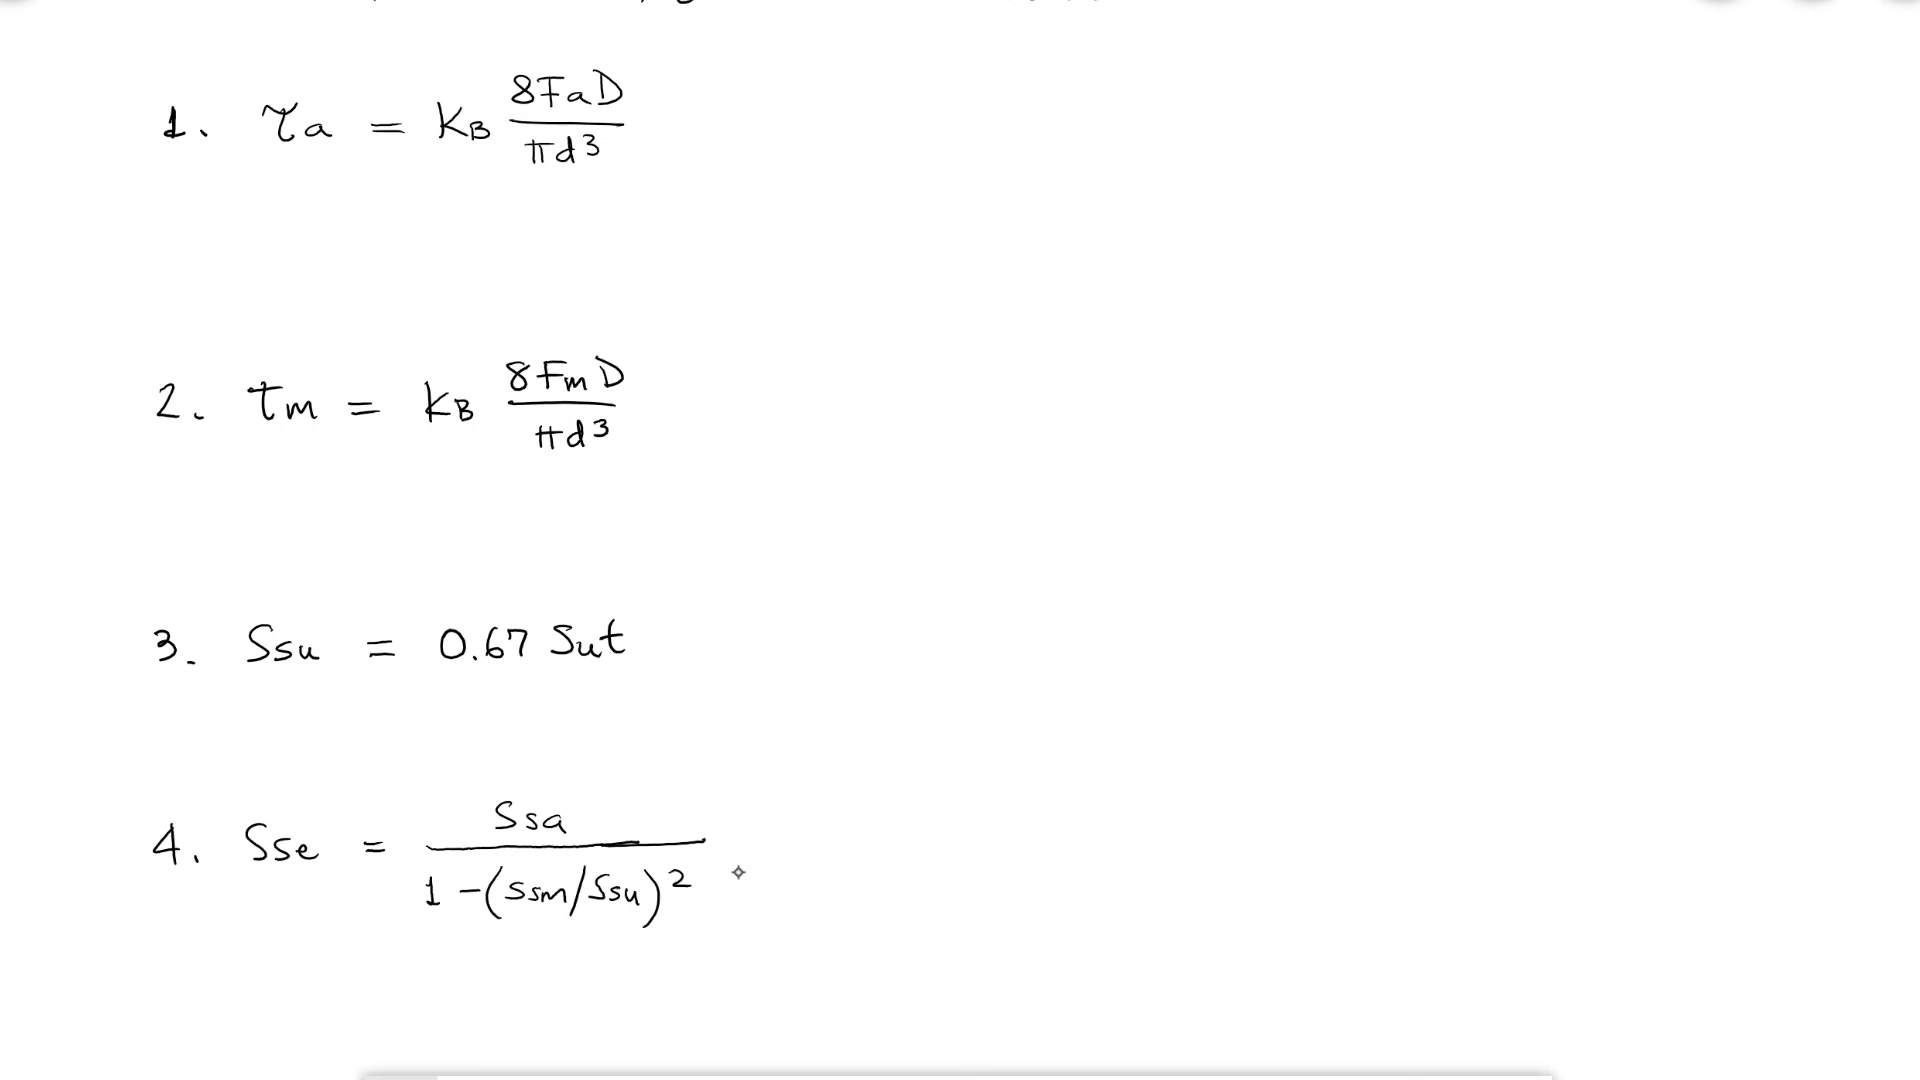 1. τa = KB 8FaD / πd³
2. τm = KB 8FmD / πd³
3. Ssu = 0.67 Sut
4. Sse = Ssa / 1-(Ssm/Ssu)²